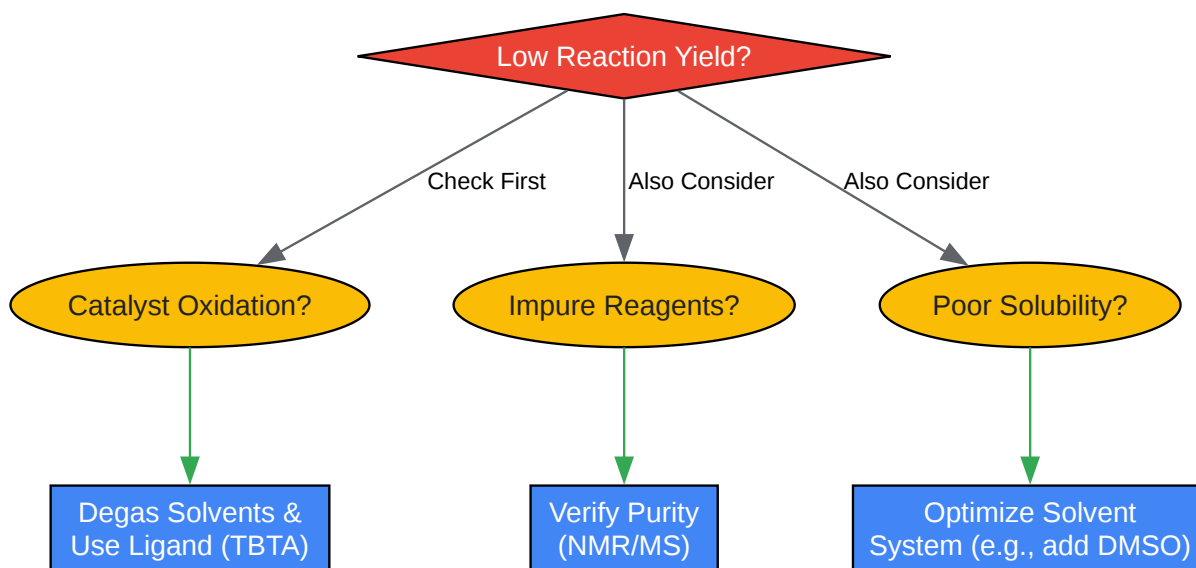 Low Reaction Yield?
Check First
Also Consider
Also Consider
Catalyst Oxidation?
Impure Reagents?
Poor Solubility?
Degas Solvents &
Use Ligand (TBTA)
Verify Purity
(NMR/MS)
Optimize Solvent
System (e.g., add DMSO)